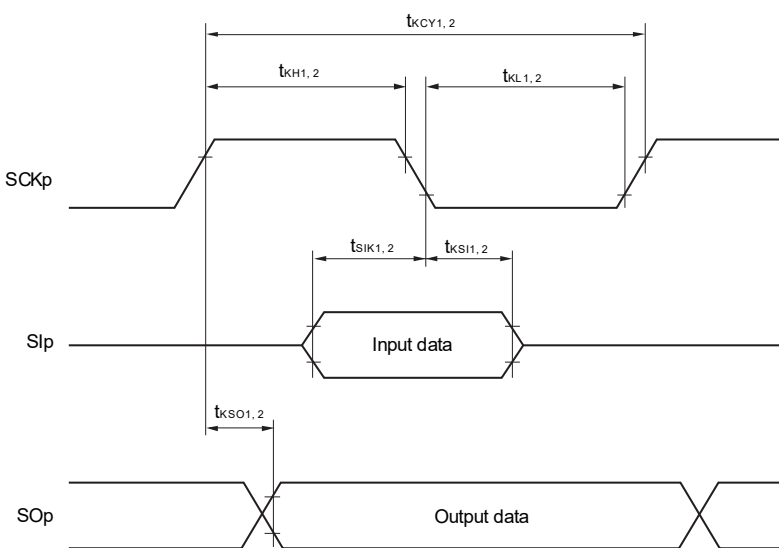 tKCY1, 2
tKH1, 2
tKL1, 2
SCKp
tSIK1, 2
tKSI1, 2
SIp
Input data
tKSO1, 2
SOp
Output data